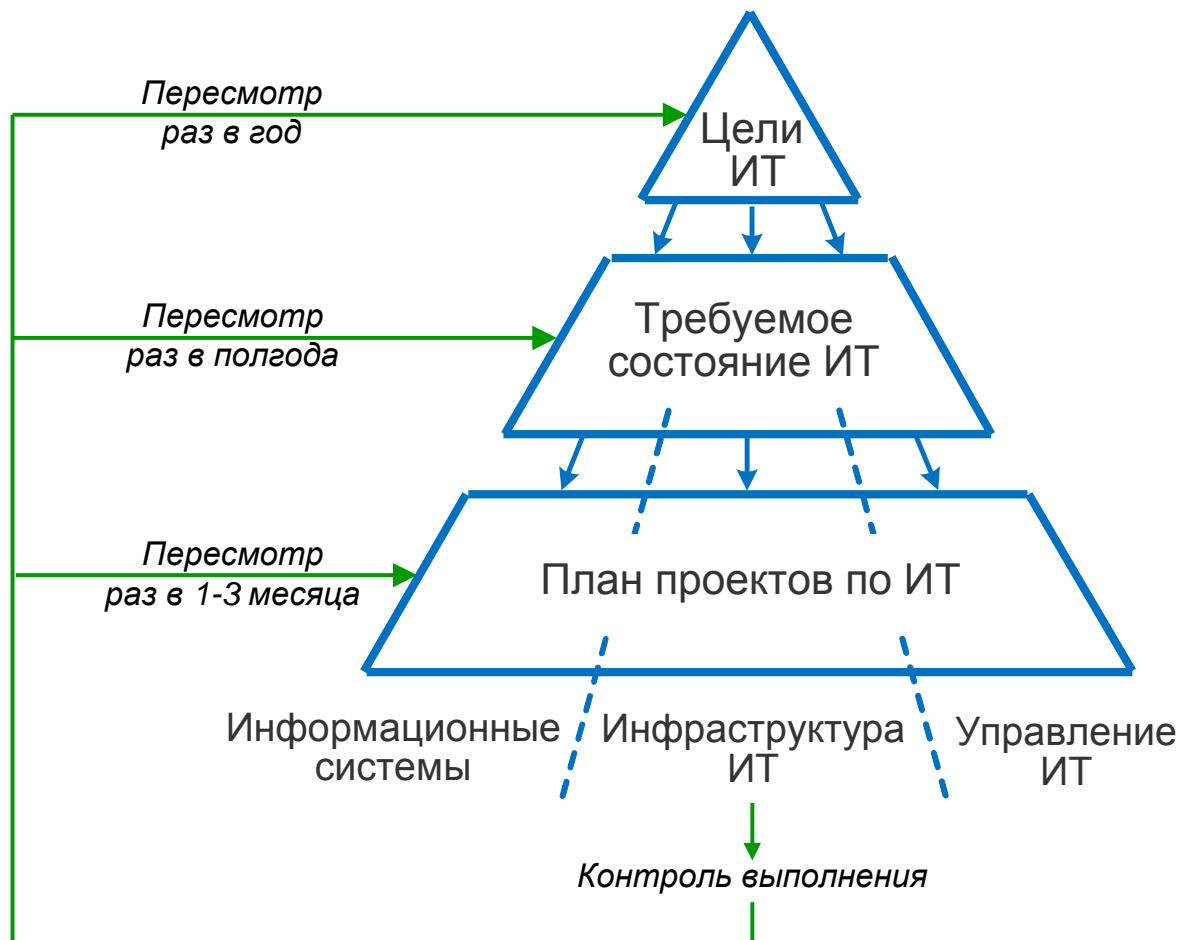 Пересмотр
раз в год
Цели
ИТ
Пересмотр
раз в полгода
Требуемое
состояние ИТ
Пересмотр
раз в 1-3 месяца
План проектов по ИТ
Информационные
системы
Инфраструктура
ИТ
Управление
ИТ
Контроль выполнения